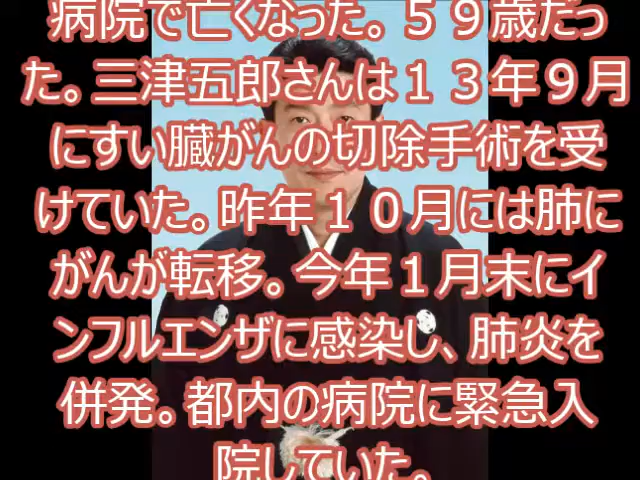 病院で亡くなった。５９歳だっ
た。三津五郎さんは１３年９月
にすい臓がんの切除手術を受
けていた。昨年１０月には肺に
がんが転移。今年１月末にイ
ンフルエンザに感染し、肺炎を
併発。都内の病院に緊急入
院していた。